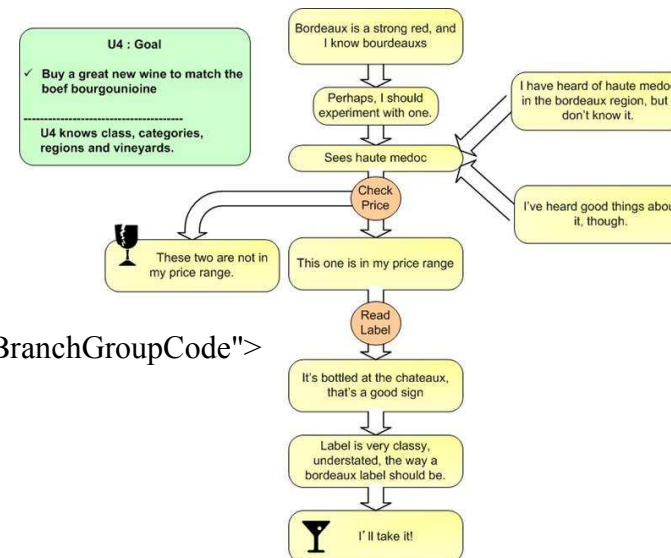 U4 : Goal
✓ Buy a great new wine to match the
boef bourgounioine
----------------------------------------
U4 knows class, categories,
regions and vineyards.
Bordeaux is a strong red, and
I know bourdeauxs
Perhaps, I should
experiment with one.
Sees haute medoc
I have heard of haute medoc
in the bordeaux region, but
don't know it.
I've heard good things about
it, though.
Check
Price
These two are not in
my price range.
This one is in my price range
Read
Label
BranchGroupCode">
It's bottled at the chateaux,
that's a good sign
Label is very classy,
understated, the way a
bordeaux label should be.
I'll take it!